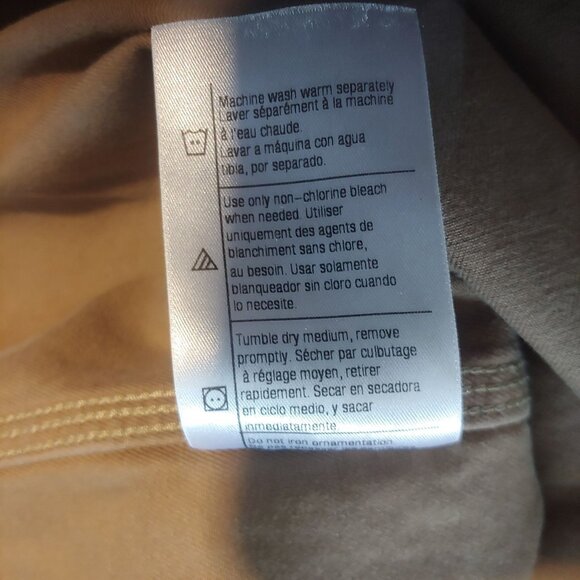 Machine wash warm separately
Laver séparément à la machine
à l'eau chaude.
Lavar a máquina con agua
tibia, por separado.
Use only non-chlorine bleach
when needed. Utiliser
uniquement des agents de
blanchiment sans chlore,
au besoin. Usar solamente
blanqueador sin cloro cuando
lo necesite.
Tumble dry medium, remove
promptly. Sécher par culbutage
à réglage moyen, retirer
rapidement. Secar en secadora
en ciclo medio, y sacar
inmediatamente.
Do not iron ornamentation.